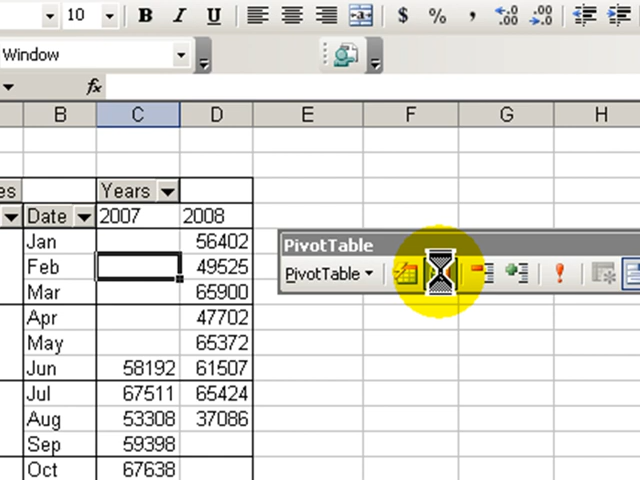 10 B I U $ % , .00
Window
fx
B C D E F G H
es Years
Date 2007 2008
Jan 56402
Feb 49525
Mar 65900
Apr 47702
May 65372
Jun 58192 61507
Jul 67511 65424
Aug 53308 37086
Sep 59398
Oct 67638
PivotTable
PivotTable